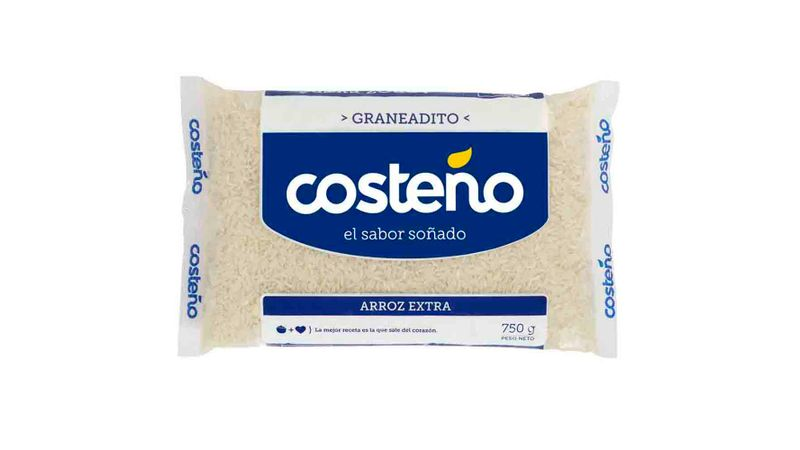 > GRANEADITO <
costeño
el sabor soñado
ARROZ EXTRA
+ } La mejor receta es la que sale del corazón.
750 g
PESO NETO
costeño
costeño
costeño
costeño